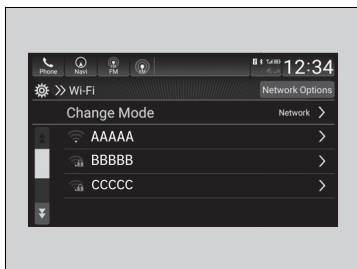 Phone Navi FM 12:34
Wi-Fi Network Options
Change Mode Network
AAAAA
BBBBB
CCCCC